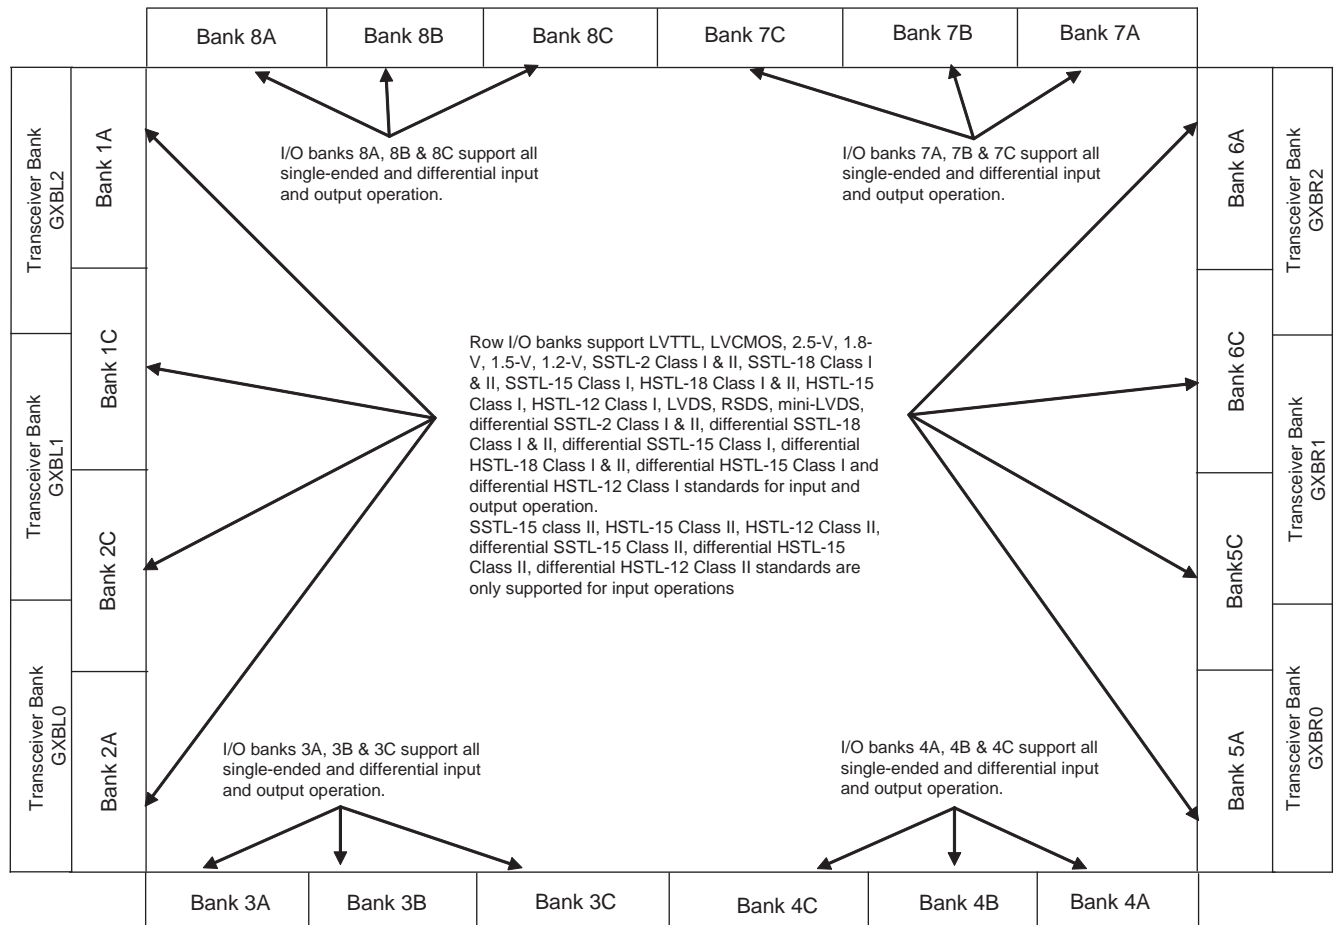 Bank 8A
Bank 8B
Bank 8C
Bank 7C
Bank 7B
Bank 7A
Transceiver Bank
GXBL2
Bank 1A
I/O banks 8A, 8B & 8C support all
single-ended and differential input
and output operation.
I/O banks 7A, 7B & 7C support all
single-ended and differential input
and output operation.
Bank 6A
Transceiver Bank
GXBR2
Transceiver Bank
GXBL1
Bank 1C
Bank 2C
Row I/O banks support LVTTL, LVCMOS, 2.5-V, 1.8-
V, 1.5-V, 1.2-V, SSTL-2 Class I & II, SSTL-18 Class I
& II, SSTL-15 Class I, HSTL-18 Class I & II, HSTL-15
Class I, HSTL-12 Class I, LVDS, RSDS, mini-LVDS,
differential SSTL-2 Class I & II, differential SSTL-18
Class I & II, differential SSTL-15 Class I, differential
HSTL-18 Class I & II, differential HSTL-15 Class I and
differential HSTL-12 Class I standards for input and
output operation.
SSTL-15 class II, HSTL-15 Class II, HSTL-12 Class II,
differential SSTL-15 Class II, differential HSTL-15
Class II, differential HSTL-12 Class II standards are
only supported for input operations
Bank 6C
Bank5C
Transceiver Bank
GXBR1
Transceiver Bank
GXBL0
Bank 2A
I/O banks 3A, 3B & 3C support all
single-ended and differential input
and output operation.
I/O banks 4A, 4B & 4C support all
single-ended and differential input
and output operation.
Bank 5A
Transceiver Bank
GXBR0
Bank 3A
Bank 3B
Bank 3C
Bank 4C
Bank 4B
Bank 4A